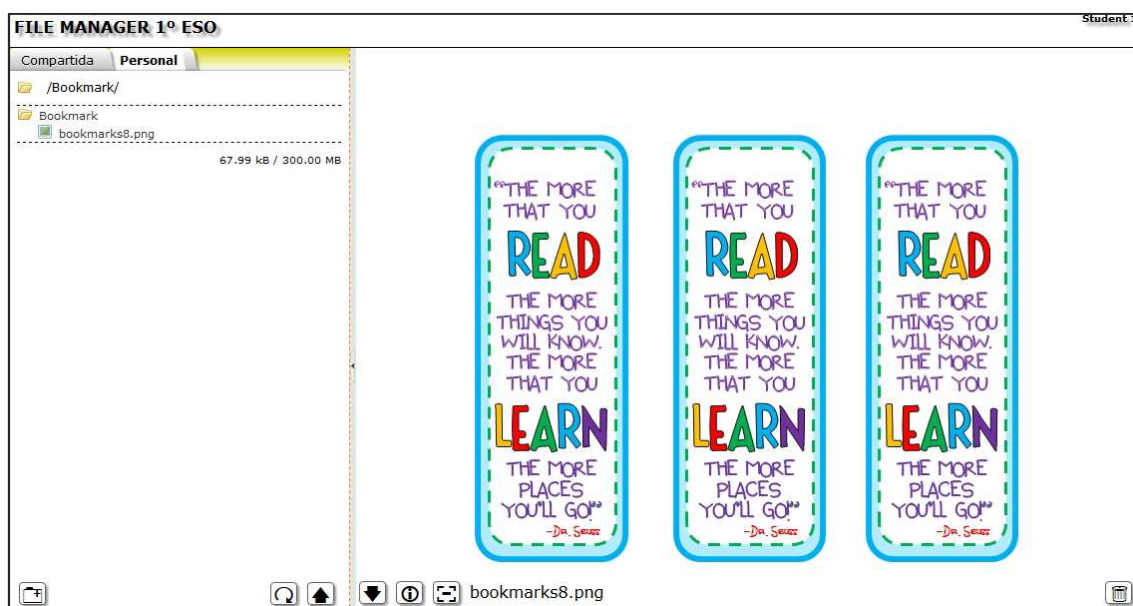 FILE MANAGER 1º ESO
Student
Compartida Personal
/Bookmark/
Bookmark
bookmarks8.png
67.99 kB / 300.00 MB
“THE MORE
THAT YOU
READ
THE MORE
THINGS YOU
WILL KNOW.
THE MORE
THAT YOU
LEARN
THE MORE
PLACES
YOU'LL GO!”
-Dr. Seuss
“THE MORE
THAT YOU
READ
THE MORE
THINGS YOU
WILL KNOW.
THE MORE
THAT YOU
LEARN
THE MORE
PLACES
YOU'LL GO!”
-Dr. Seuss
“THE MORE
THAT YOU
READ
THE MORE
THINGS YOU
WILL KNOW.
THE MORE
THAT YOU
LEARN
THE MORE
PLACES
YOU'LL GO!”
-Dr. Seuss
bookmarks8.png